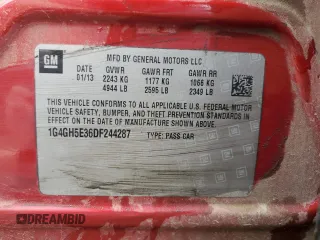 GM
MFD BY GENERAL MOTORS LLC
DATE GVWR GAWR FRT GAWR RR
01/13 2243 KG 1177 KG 1066 KG
4944 LB 2595 LB 2349 LB
THIS VEHICLE CONFORMS TO ALL APPLICABLE U.S. FEDERAL MOTOR
VEHICLE SAFETY, BUMPER, AND THEFT PREVENTION STANDARDS
IN EFFECT ON THE DATE OF MANUFACTURE SHOWN ABOVE.
1G4GH5E36DF244287 TYPE: PASS CAR
DREAMBID